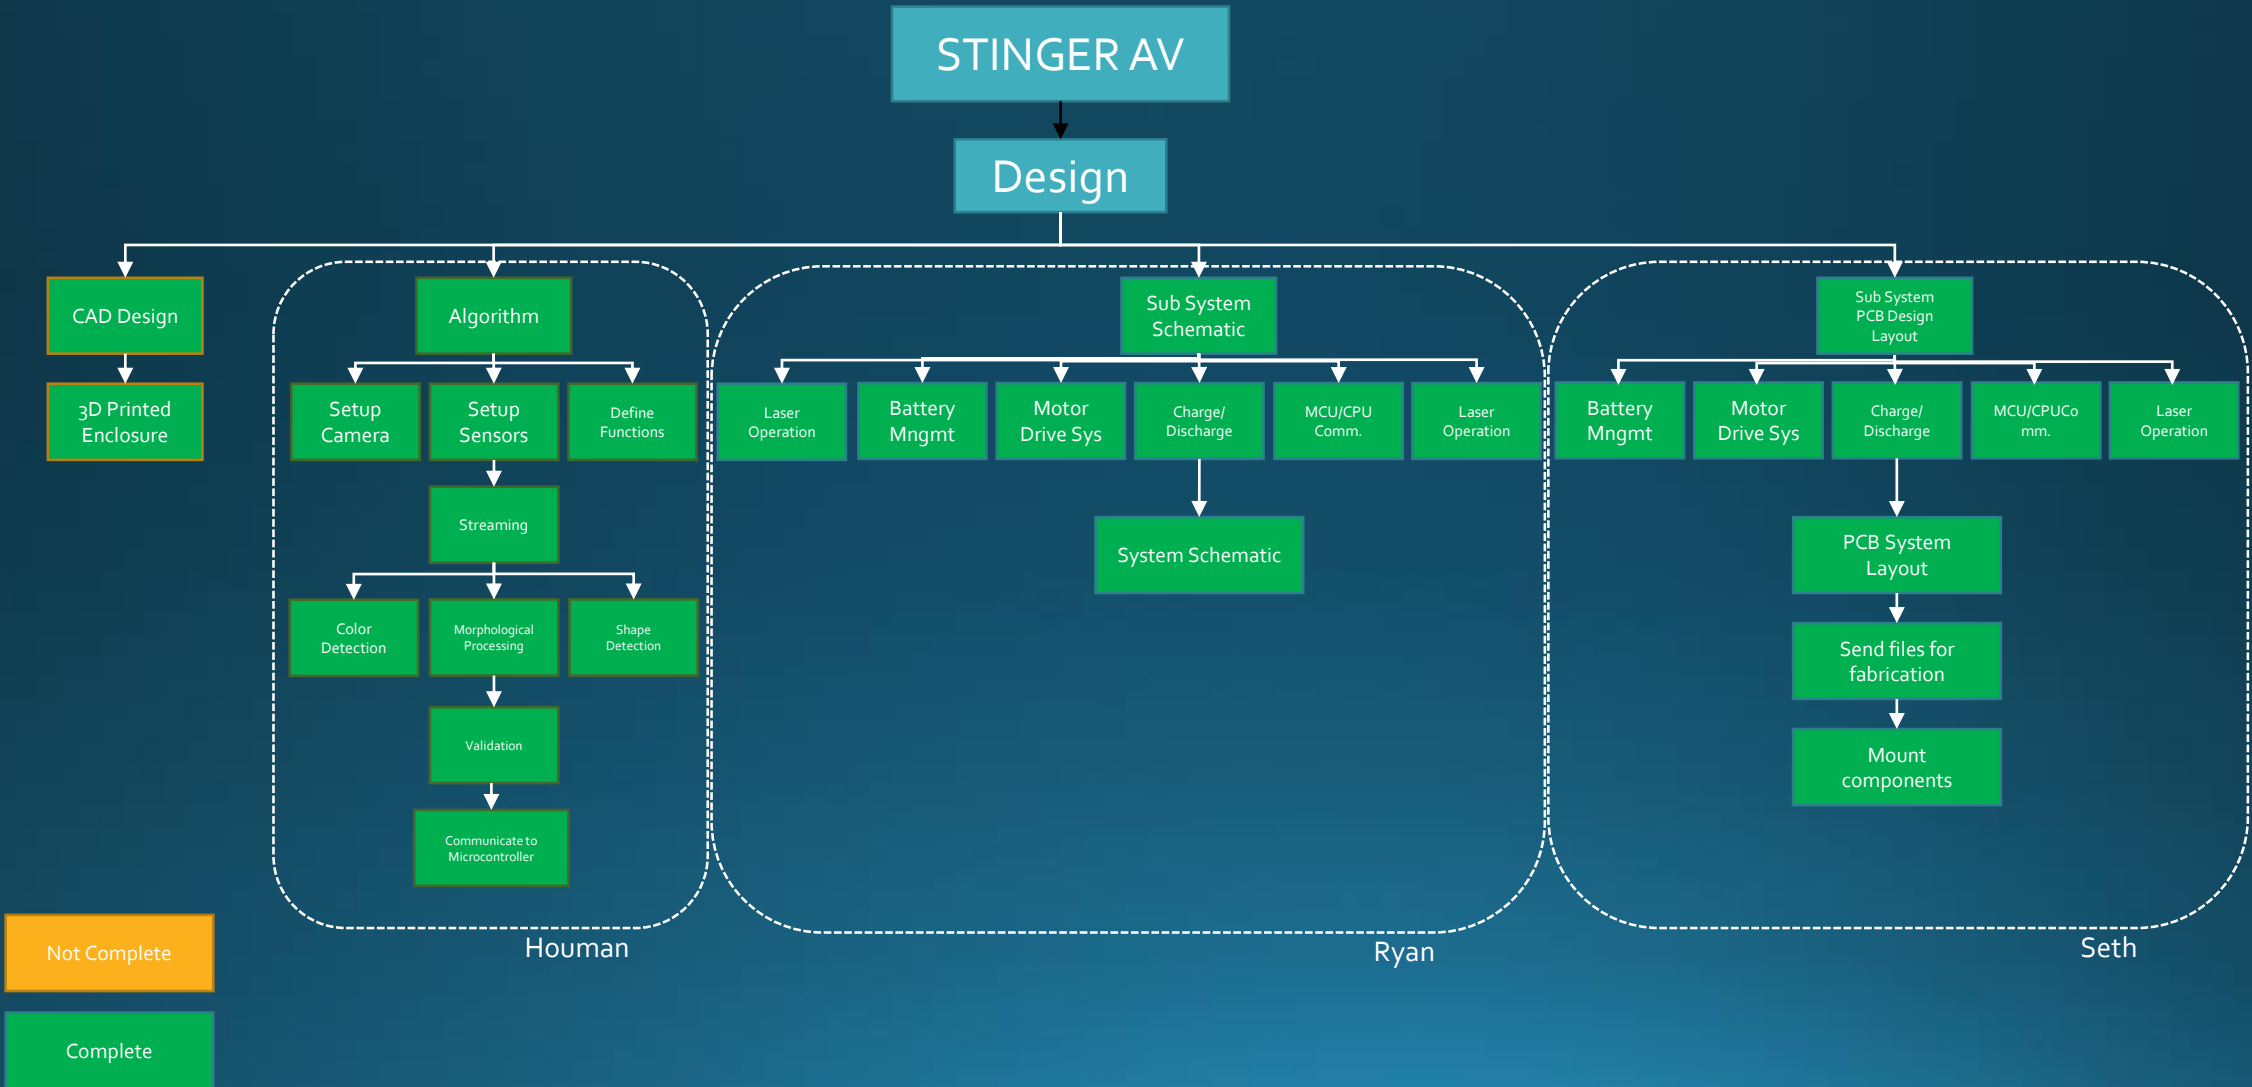 STINGER AV
Design
CAD Design
Algorithm
Sub System
Schematic
Sub System
PCB Design
Layout
3D Printed
Enclosure
Setup
Camera
Setup
Sensors
Define
Functions
Laser
Operation
Battery
Mngmt
Motor
Drive Sys
Charge/
Discharge
MCU/CPU
Comm.
Laser
Operation
Battery
Mngmt
Motor
Drive Sys
Charge/
Discharge
MCU/CPUCo
mm.
Laser
Operation
Streaming
System Schematic
PCB System
Layout
Color
Detection
Morphological
Processing
Shape
Detection
Send files for
fabrication
Validation
Mount
components
Communicate to
Microcontroller
Houman
Ryan
Seth
Not Complete
Complete